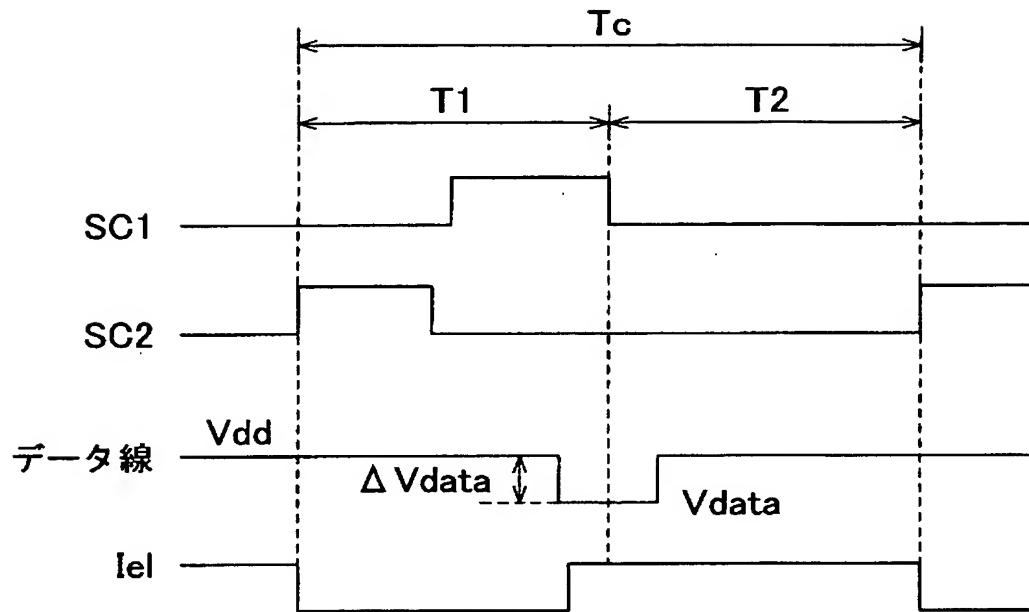 Tc
T1
T2
SC1
SC2
Vdd
データ線
ΔVdata
Vdata
Iel